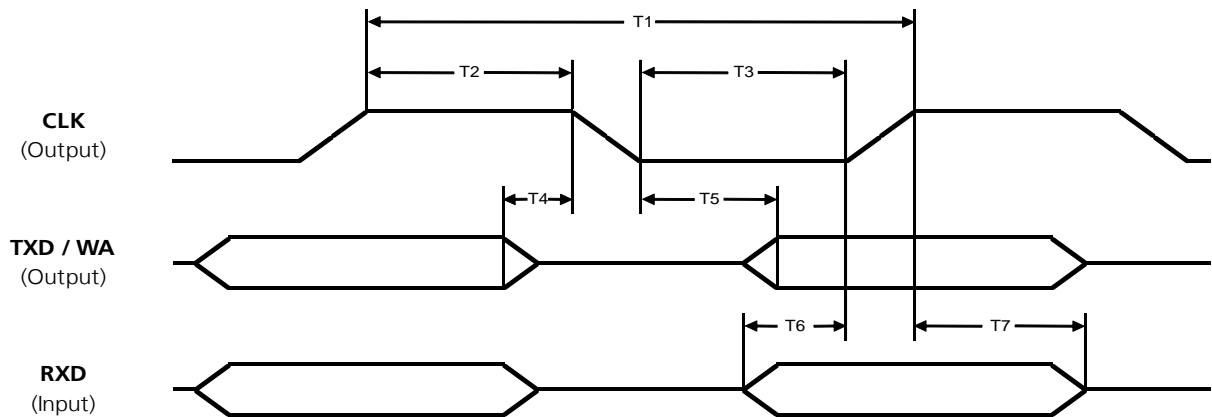 T1
T2
T3
CLK
(Output)
T4
T5
TXD / WA
(Output)
T6
T7
RXD
(Input)